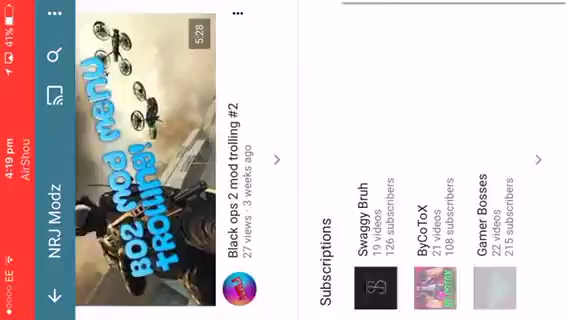 EE 4:19 pm 41%
AirShou
NRJ Modz
BO2 MOD MENU
TROLLING!
5:28
Black ops 2 mod trolling #2
27 views · 3 weeks ago
Subscriptions
Swaggy Bruh
19 videos
126 subscribers
ByCoToX
21 videos
108 subscribers
Gamer Bosses
22 videos
215 subscribers